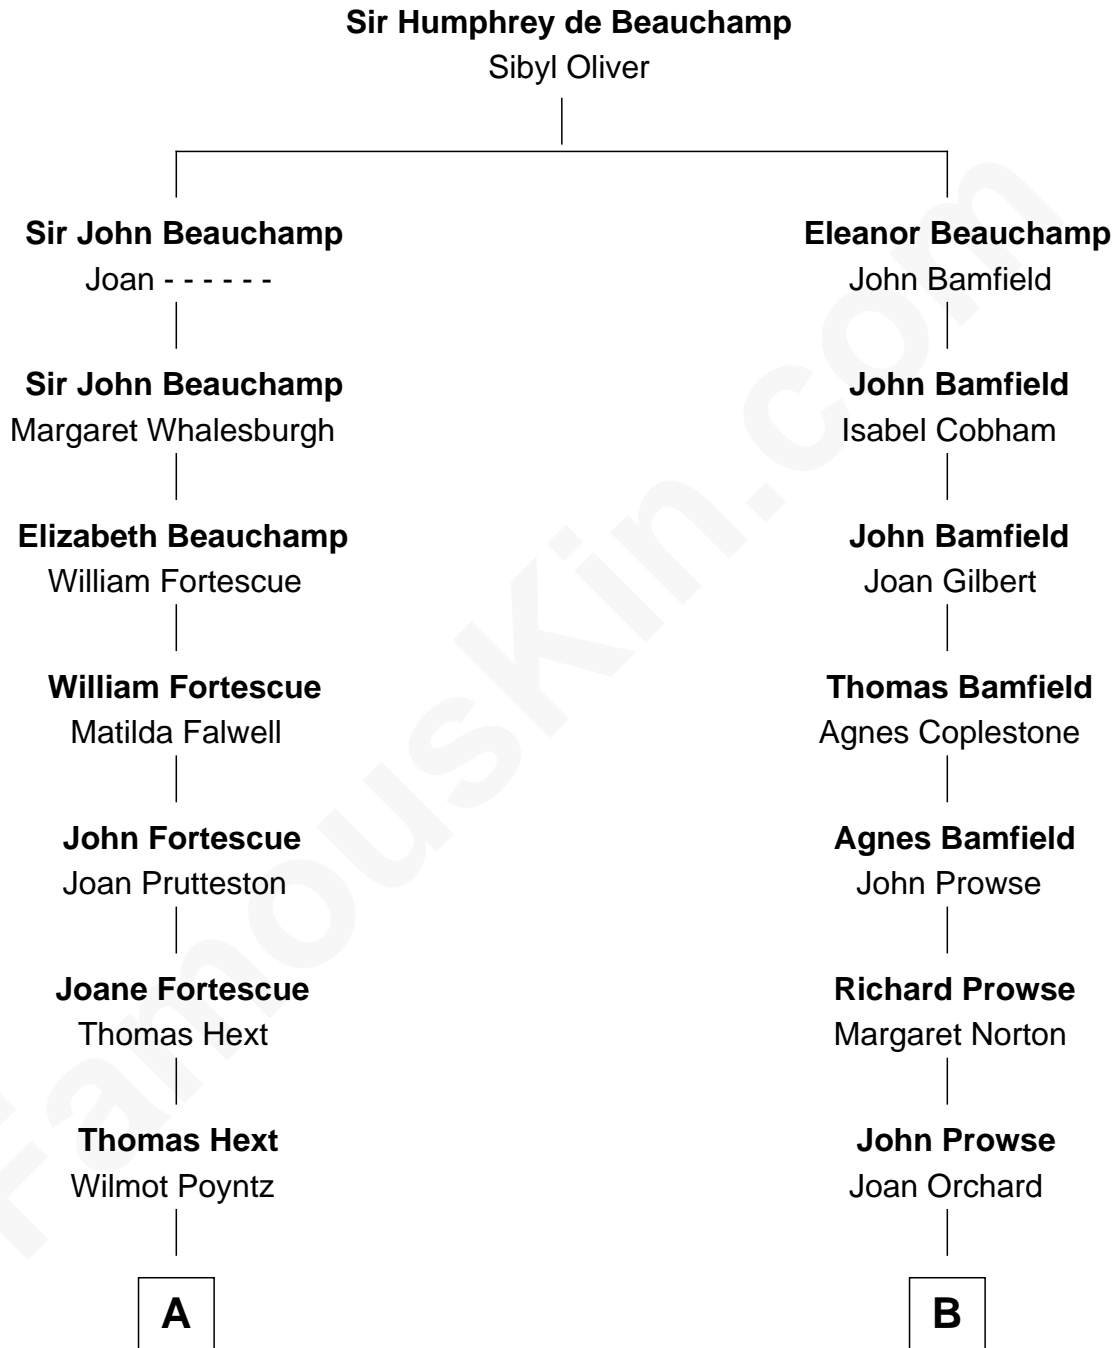 Sir Humphrey de Beauchamp
Sibyl Oliver
Sir John Beauchamp
Joan - - - - - -
Sir John Beauchamp
Margaret Whalesburgh
Elizabeth Beauchamp
William Fortescue
William Fortescue
Matilda Falwell
John Fortescue
Joan Prutteston
Joane Fortescue
Thomas Hext
Thomas Hext
Wilmot Poyntz
A
Eleanor Beauchamp
John Bamfield
John Bamfield
Isabel Cobham
John Bamfield
Joan Gilbert
Thomas Bamfield
Agnes Coplestone
Agnes Bamfield
John Prowse
Richard Prowse
Margaret Norton
John Prowse
Joan Orchard
B
FamousKin.com